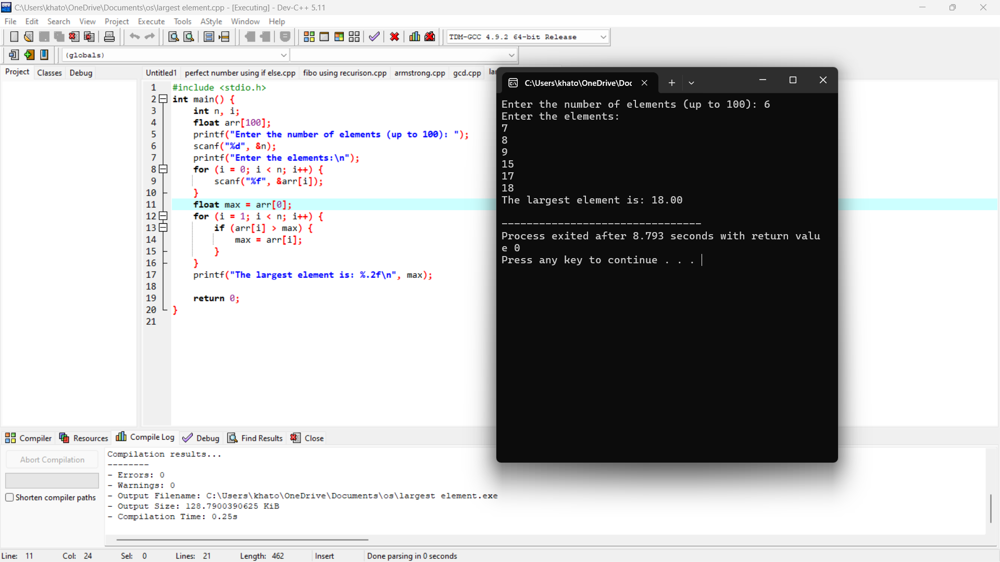 C:\Users\khato\OneDrive\Documents\os\largest element.cpp - [Executing] - Dev-C++ 5.11
File Edit Search View Project Execute Tools AStyle Window Help
TDM-GCC 4.9.2 64-bit Release
(globals)
Project Classes Debug
Untitled1 perfect number using if else.cpp fibo using recurison.cpp armstrong.cpp gcd.cpp
1 #include <stdio.h>
2 int main() {
3 int n, i;
4 float arr[100];
5 printf("Enter the number of elements (up to 100): ");
6 scanf("%d", &n);
7 printf("Enter the elements:\n");
8 for (i = 0; i < n; i++) {
9 scanf("%f", &arr[i]);
10 }
11 float max = arr[0];
12 for (i = 1; i < n; i++) {
13 if (arr[i] > max) {
14 max = arr[i];
15 }
16 }
17 printf("The largest element is: %.2f\n", max);
18
19 return 0;
20 }
21
C:\Users\khato\OneDrive\Doc
Enter the number of elements (up to 100): 6
Enter the elements:
7
8
9
15
17
18
The largest element is: 18.00
--------------------------------
Process exited after 8.793 seconds with return valu
e 0
Press any key to continue . . .
Compiler Resources Compile Log Debug Find Results Close
Abort Compilation
Shorten compiler paths
Compilation results...
--------
- Errors: 0
- Warnings: 0
- Output Filename: C:\Users\khato\OneDrive\Documents\os\largest element.exe
- Output Size: 128.7900390625 KiB
- Compilation Time: 0.25s
Line: 11 Col: 24 Sel: 0 Lines: 21 Length: 462 Insert Done parsing in 0 seconds